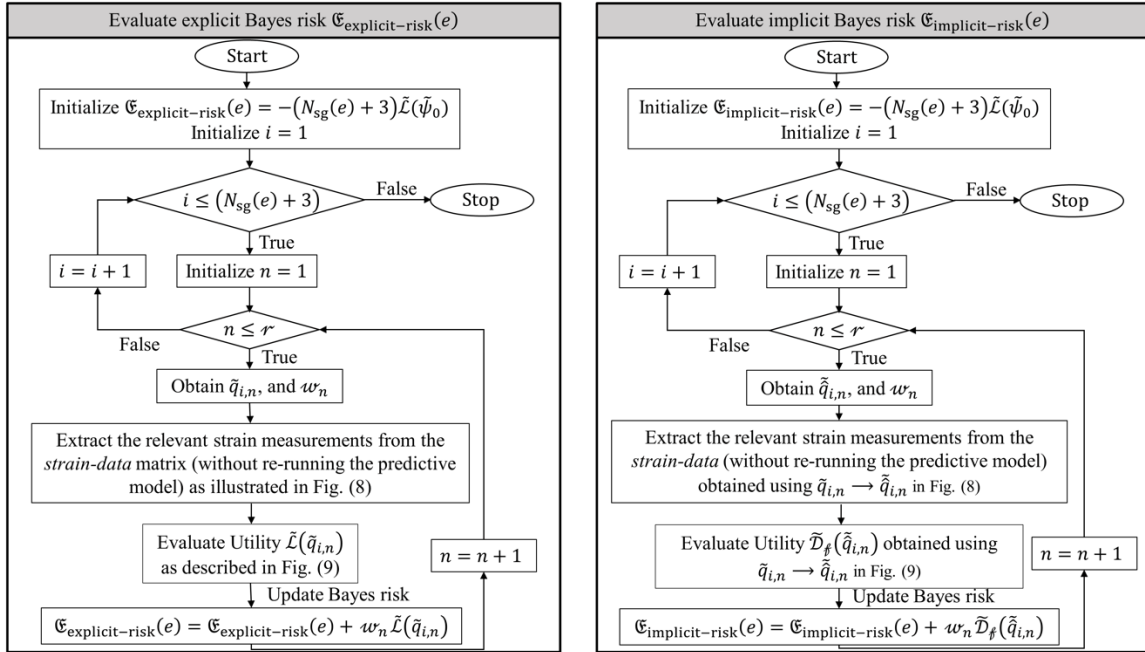 Evaluate explicit Bayes risk 𝕰explicit−risk(e)
Start
Initialize 𝕰explicit−risk(e) = −(Nsg(e) + 3)ℒ̃(ψ̃0)
Initialize i = 1
i ≤ (Nsg(e) + 3)
False
Stop
True
i = i + 1
Initialize n = 1
n ≤ 𝓇
False
True
Obtain q̃i,n, and 𝓌n
Extract the relevant strain measurements from the
strain-data matrix (without re-running the predictive
model) as illustrated in Fig. (8)
Evaluate Utility ℒ̃(q̃i,n)
as described in Fig. (9)
n = n + 1
Update Bayes risk
𝕰explicit−risk(e) = 𝕰explicit−risk(e) + 𝓌nℒ̃(q̃i,n)
Evaluate implicit Bayes risk 𝕰implicit−risk(e)
Start
Initialize 𝕰implicit−risk(e) = −(Nsg(e) + 3)ℒ̃(ψ̃0)
Initialize i = 1
i ≤ (Nsg(e) + 3)
False
Stop
True
i = i + 1
Initialize n = 1
n ≤ 𝓇
False
True
Obtain q̂̃i,n, and 𝓌n
Extract the relevant strain measurements from the
strain-data (without re-running the predictive model)
obtained using q̃i,n ⟶ q̂̃i,n in Fig. (8)
Evaluate Utility 𝒟̃𝒻(q̂̃i,n) obtained using
q̃i,n ⟶ q̂̃i,n in Fig. (9)
n = n + 1
Update Bayes risk
𝕰implicit−risk(e) = 𝕰implicit−risk(e) + 𝓌n𝒟̃𝒻(q̂̃i,n)